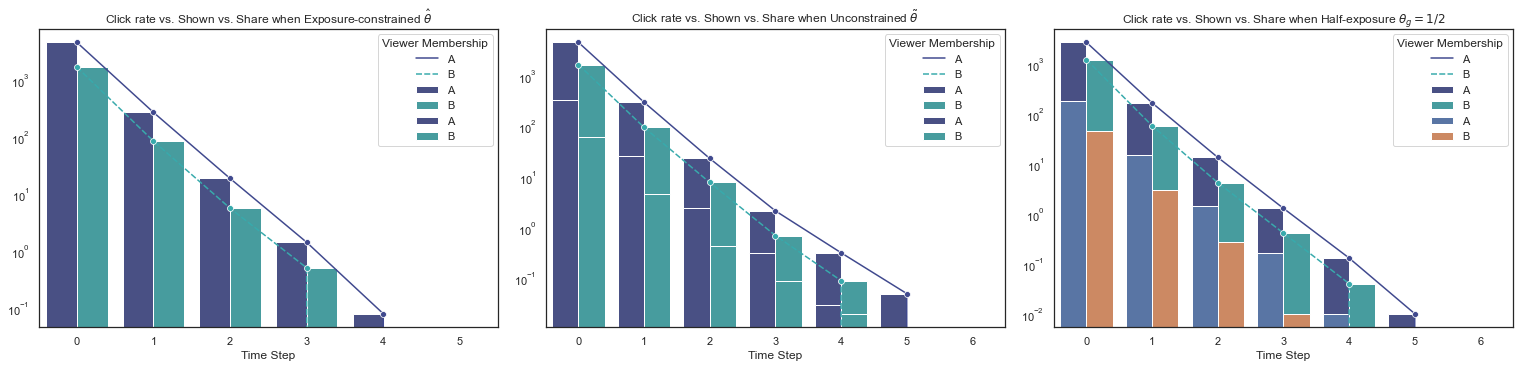 Click rate vs. Shown vs. Share when Exposure-constrained θ̂
Viewer Membership
A
B
A
B
A
B
10³
10²
10¹
10⁰
10⁻¹
0 1 2 3 4 5
Time Step
Click rate vs. Shown vs. Share when Unconstrained θ̃
Viewer Membership
A
B
A
B
A
B
10³
10²
10¹
10⁰
10⁻¹
0 1 2 3 4 5 6
Time Step
Click rate vs. Shown vs. Share when Half-exposure θ_g = 1/2
Viewer Membership
A
B
A
B
A
B
10³
10²
10¹
10⁰
10⁻¹
10⁻²
0 1 2 3 4 5 6
Time Step